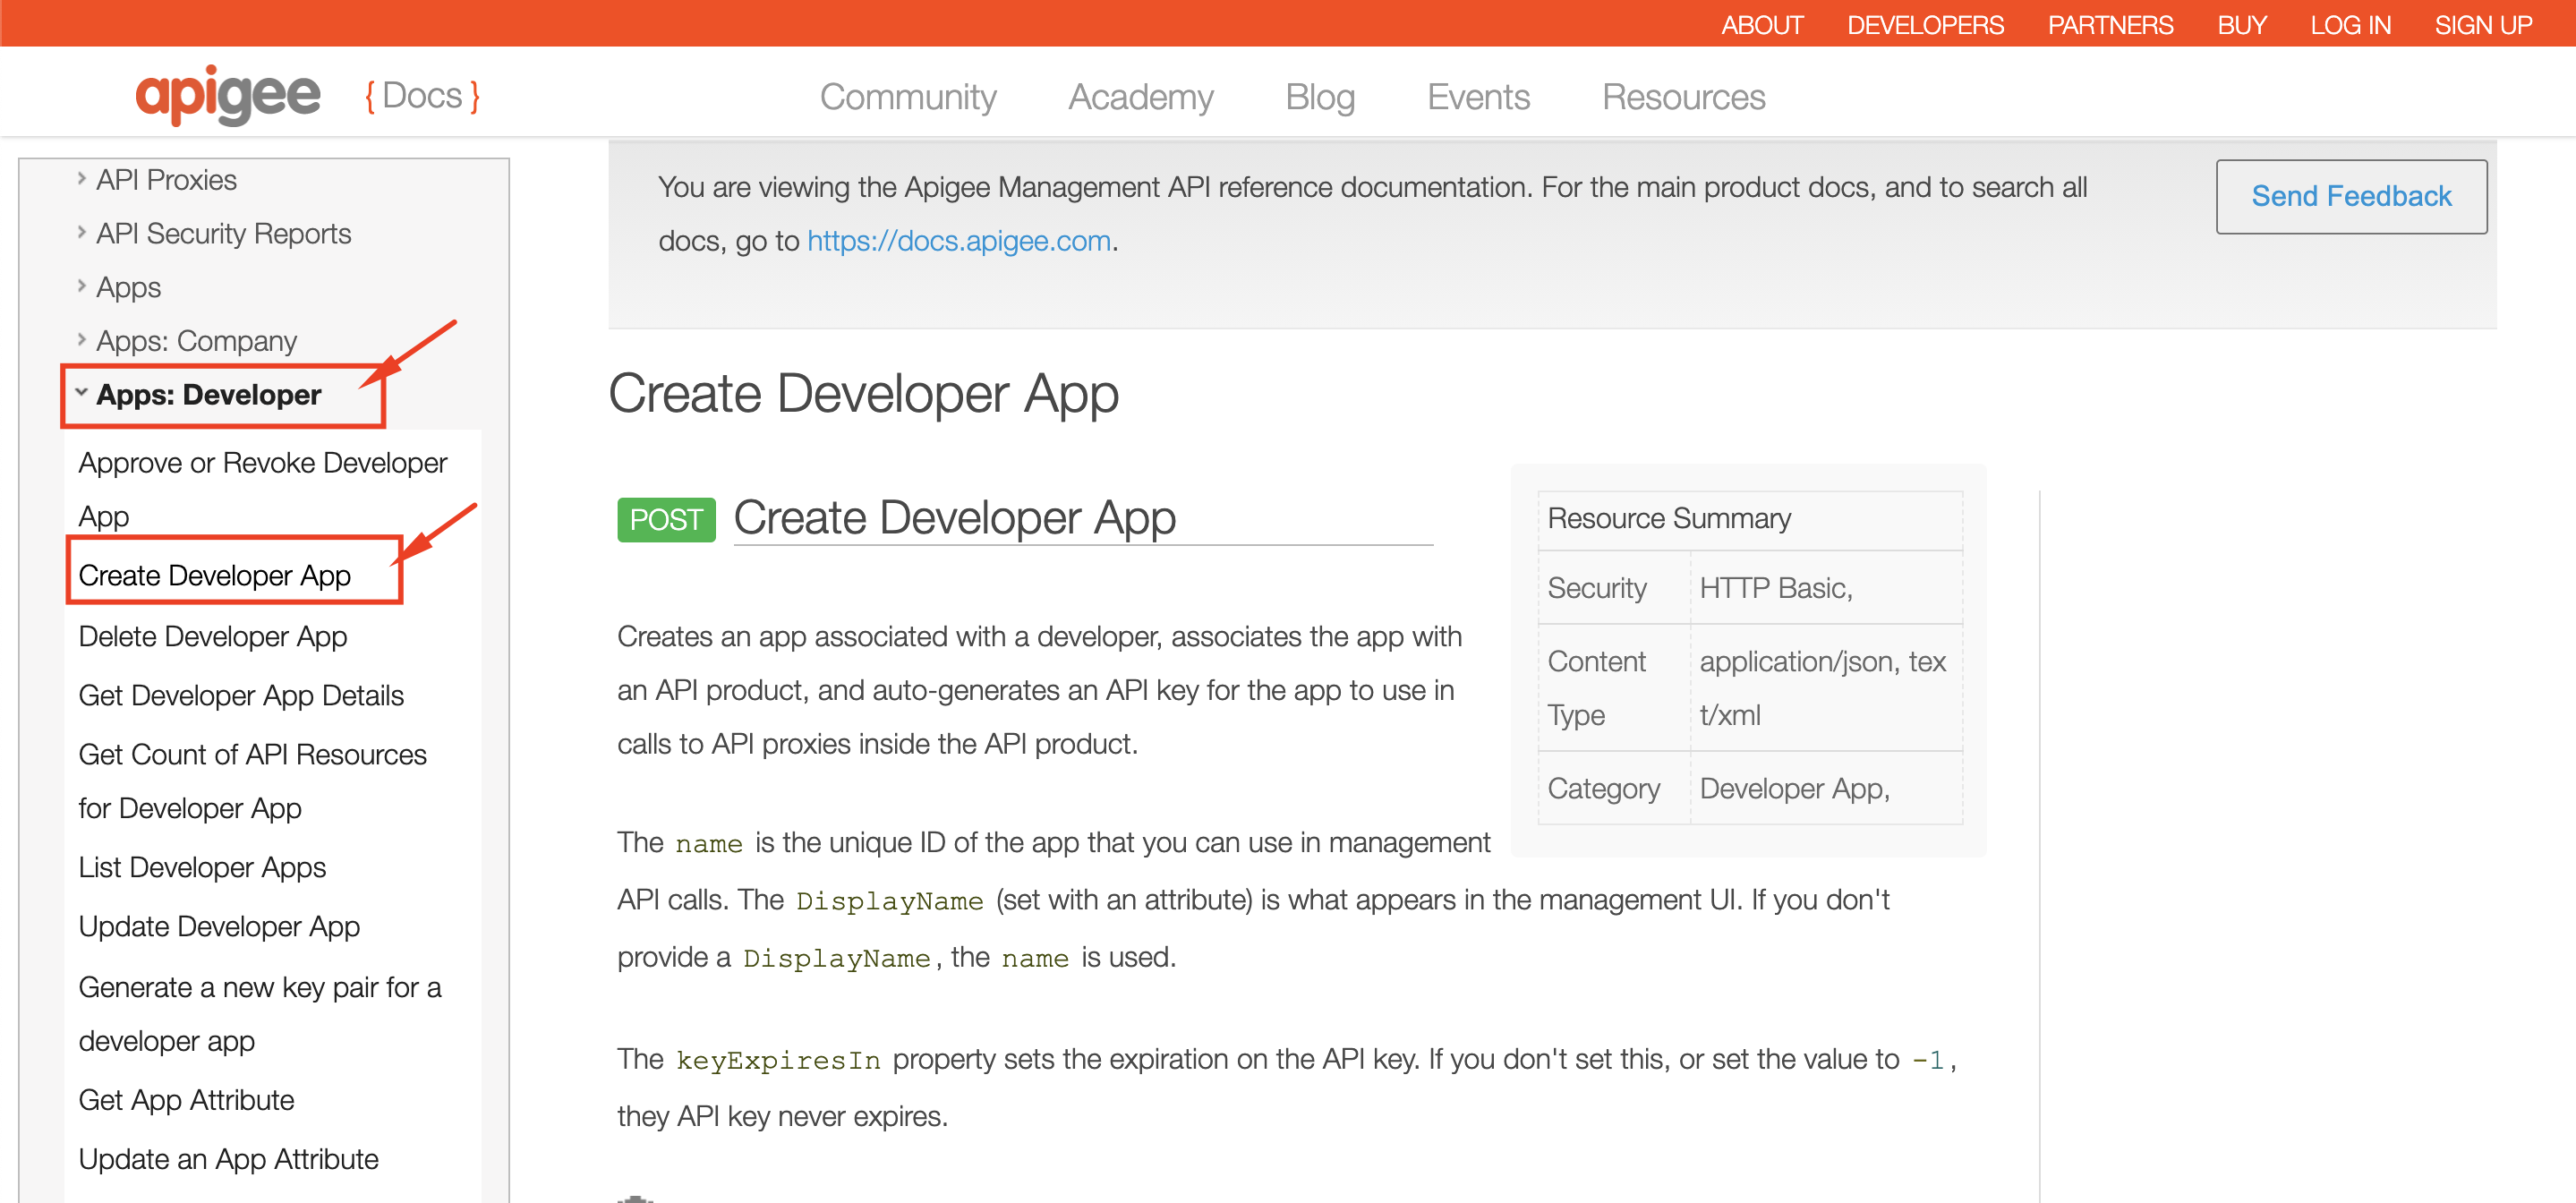 ABOUT DEVELOPERS PARTNERS BUY LOG IN SIGN UP
apigee {Docs} Community Academy Blog Events Resources
API Proxies
API Security Reports
Apps
Apps: Company
Apps: Developer
Approve or Revoke Developer
App
Create Developer App
Delete Developer App
Get Developer App Details
Get Count of API Resources
for Developer App
List Developer Apps
Update Developer App
Generate a new key pair for a
developer app
Get App Attribute
Update an App Attribute
You are viewing the Apigee Management API reference documentation. For the main product docs, and to search all
docs, go to https://docs.apigee.com.
Send Feedback
Create Developer App
POST Create Developer App
Creates an app associated with a developer, associates the app with
an API product, and auto-generates an API key for the app to use in
calls to API proxies inside the API product.
Resource Summary
Security HTTP Basic,
Content application/json, tex
Type t/xml
Category Developer App,
The name is the unique ID of the app that you can use in management
API calls. The DisplayName (set with an attribute) is what appears in the management UI. If you don't
provide a DisplayName, the name is used.
The keyExpiresIn property sets the expiration on the API key. If you don't set this, or set the value to -1,
they API key never expires.